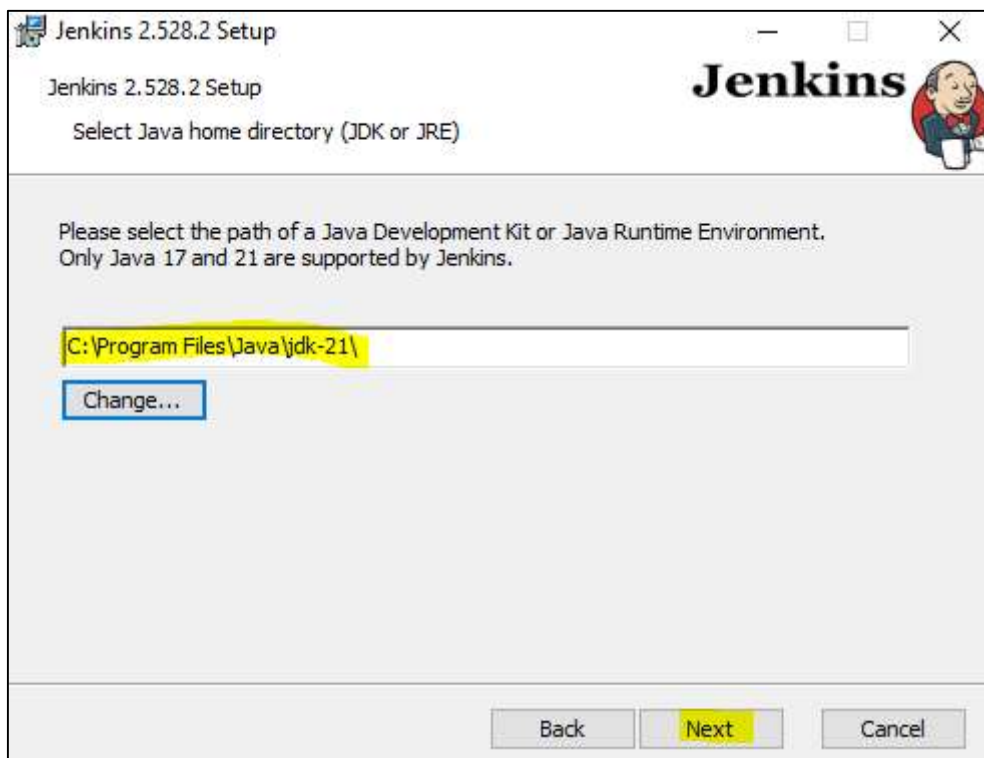 Jenkins 2.528.2 Setup
Jenkins 2.528.2 Setup
Jenkins
Select Java home directory (JDK or JRE)
Please select the path of a Java Development Kit or Java Runtime Environment.
Only Java 17 and 21 are supported by Jenkins.
C:\Program Files\Java\jdk-21\
Change...
Back
Next
Cancel